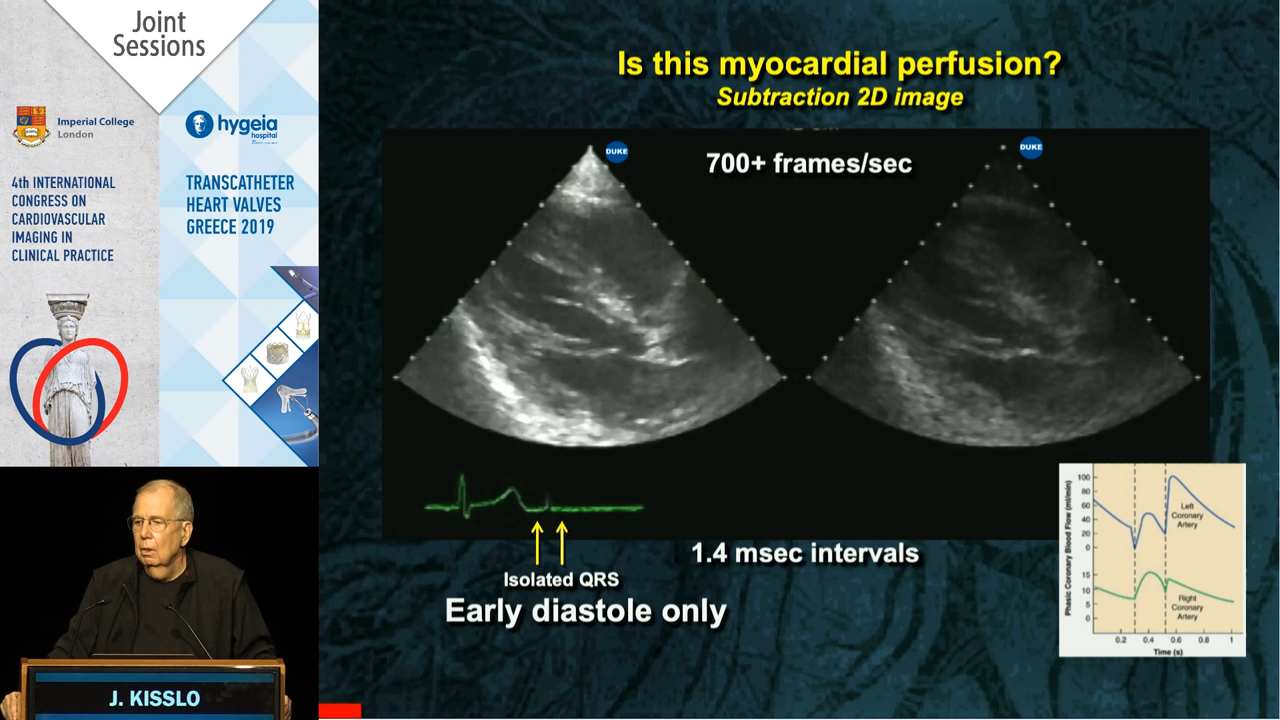 Joint
Sessions
Imperial College
London
hygeia
hospital
4th INTERNATIONAL
CONGRESS ON
CARDIOVASCULAR
IMAGING IN
CLINICAL PRACTICE
TRANSCATHETER
HEART VALVES
GREECE 2019
J. KISSLO
Is this myocardial perfusion?
Subtraction 2D image
DUKE
700+ frames/sec
DUKE
1.4 msec intervals
Isolated QRS
Early diastole only
Phasic Coronary Blood Flow (ml/min)
100
80
60
40
20
0
Left
Coronary
Artery
15
10
5
0
Right
Coronary
Artery
0.2 0.4 0.6 0.8 1
Time (s)